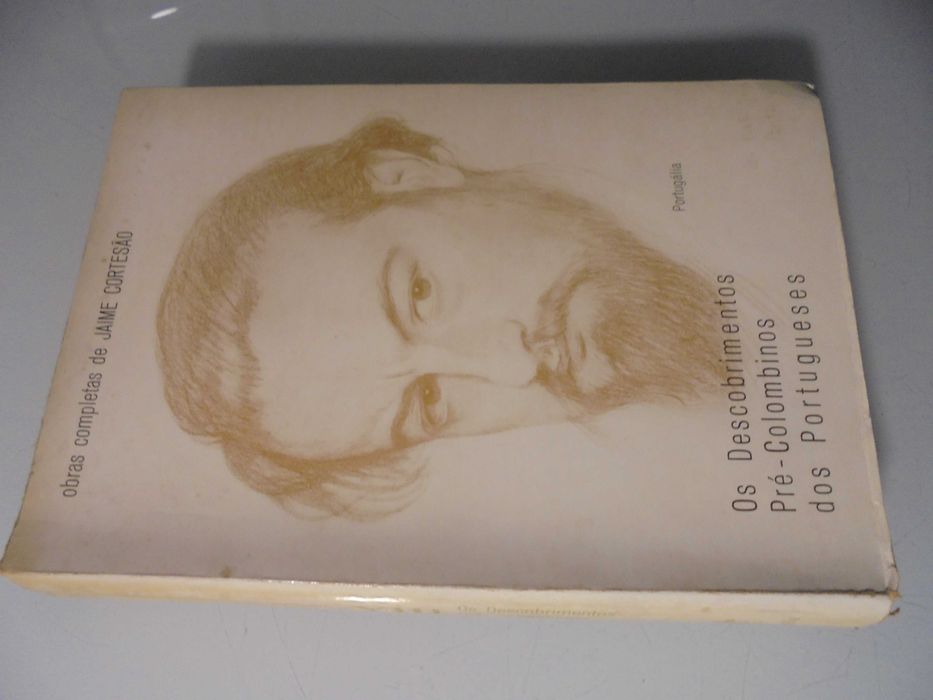 obras completas de JAIME CORTESÃO
Portugália
Os Descobrimentos
Pré-Colombinos
dos Portugueses
Os Descobrimentos